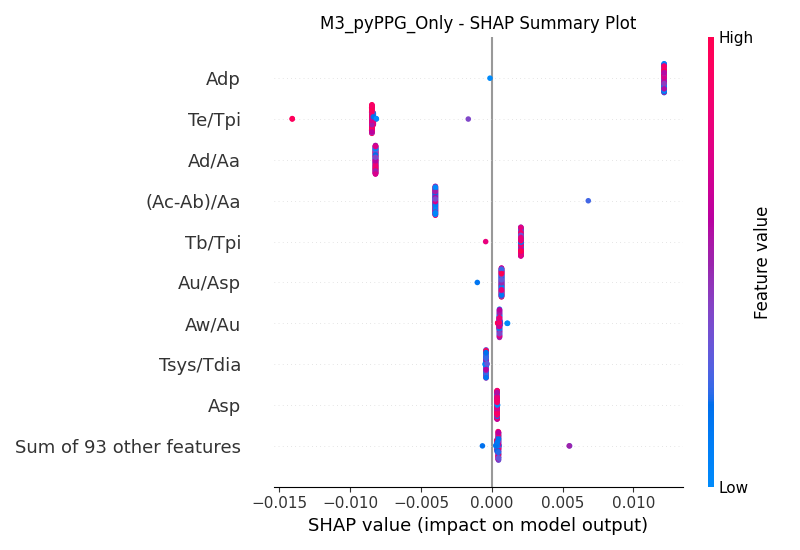 M3_pyPPG_Only - SHAP Summary Plot
High
Adp
Te/Tpi
Ad/Aa
(Ac-Ab)/Aa
Tb/Tpi
Au/Asp
Aw/Au
Tsys/Tdia
Asp
Sum of 93 other features
Feature value
Low
−0.015 −0.010 −0.005 0.000 0.005 0.010
SHAP value (impact on model output)